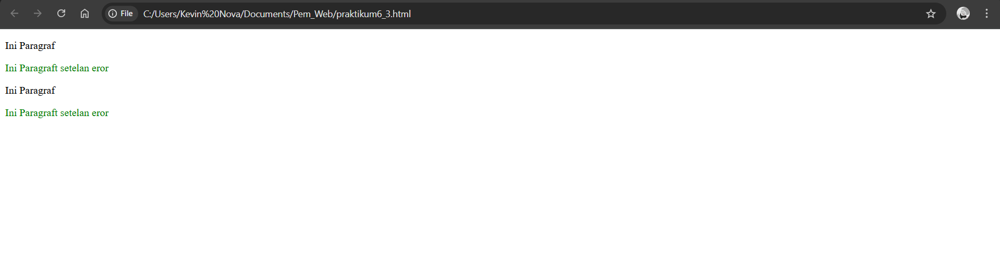 File C:/Users/Kevin%20Nova/Documents/Pem_Web/praktikum6_3.html
Ini Paragraf
Ini Paragraft setelan eror
Ini Paragraf
Ini Paragraft setelan eror